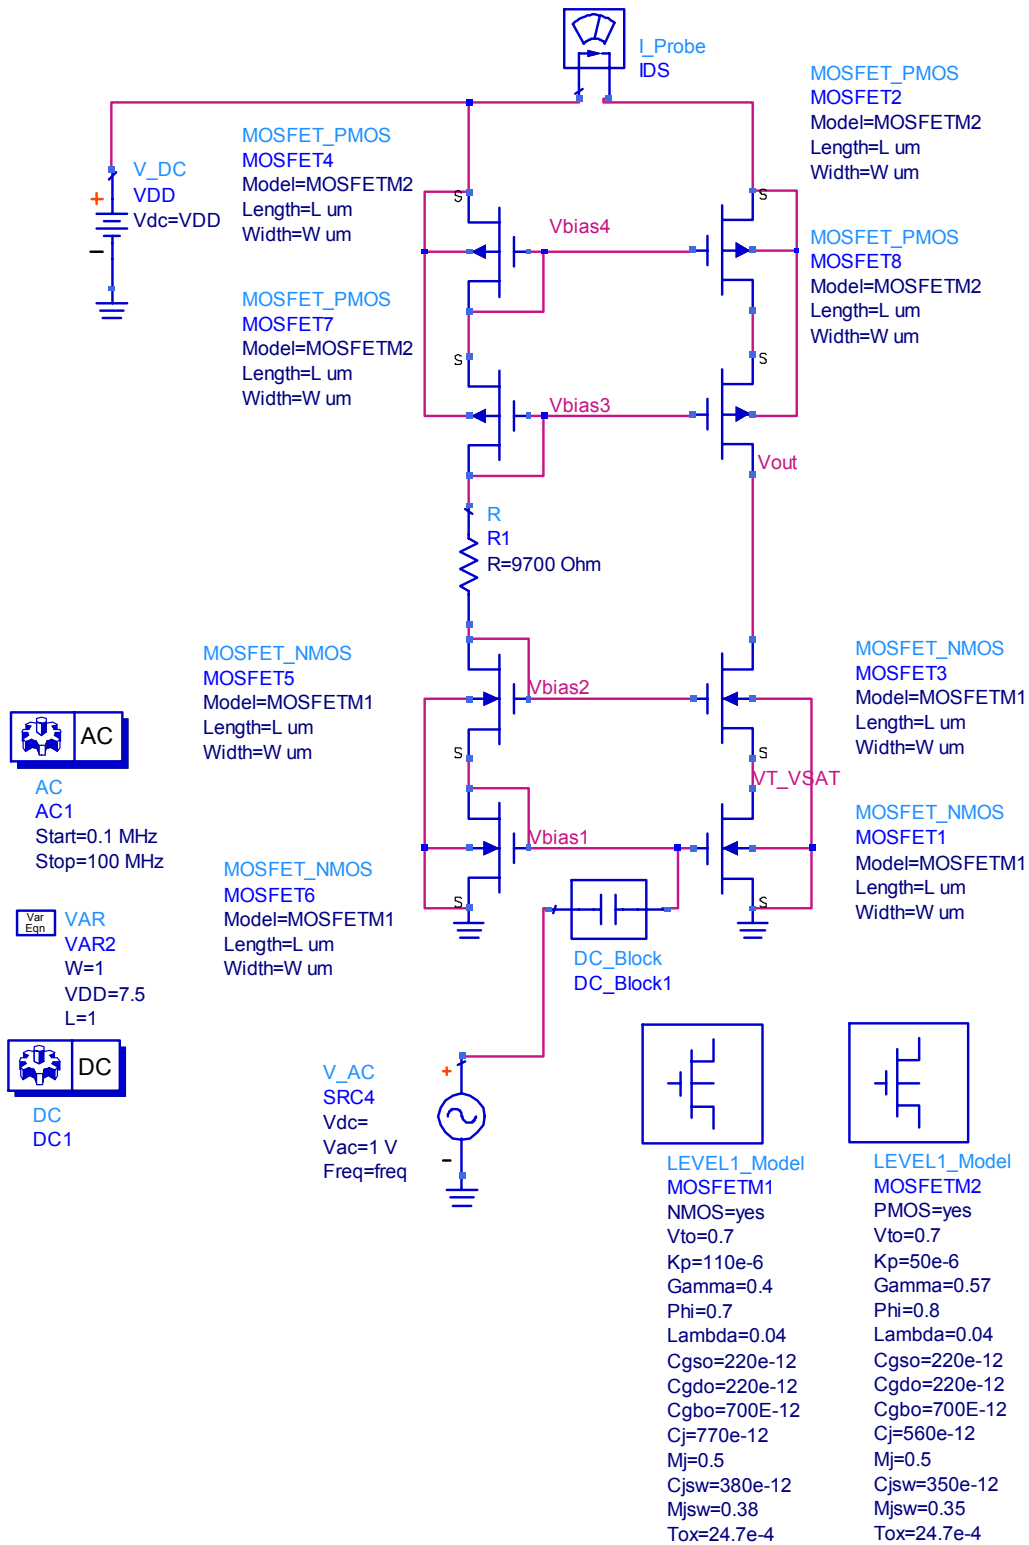 I_Probe
IDS
MOSFET_PMOS
MOSFET2
Model=MOSFETM2
Length=L um
Width=W um
MOSFET_PMOS
MOSFET4
Model=MOSFETM2
Length=L um
Width=W um
V_DC
VDD
Vdc=VDD
+
S
S
Vbias4
MOSFET_PMOS
MOSFET8
Model=MOSFETM2
Length=L um
Width=W um
MOSFET_PMOS
MOSFET7
Model=MOSFETM2
Length=L um
Width=W um
S
S
Vbias3
Vout
R
R1
R=9700 Ohm
MOSFET_NMOS
MOSFET5
Model=MOSFETM1
Length=L um
Width=W um
Vbias2
MOSFET_NMOS
MOSFET3
Model=MOSFETM1
Length=L um
Width=W um
S
S
VT_VSAT
AC
AC
AC1
Start=0.1 MHz
Stop=100 MHz
Vbias1
MOSFET_NMOS
MOSFET1
Model=MOSFETM1
Length=L um
Width=W um
MOSFET_NMOS
MOSFET6
Model=MOSFETM1
Length=L um
Width=W um
S
S
Var
Eqn
VAR
VAR2
W=1
VDD=7.5
L=1
DC_Block
DC_Block1
DC
DC
DC1
V_AC
SRC4
Vdc=
Vac=1 V
Freq=freq
+
LEVEL1_Model
MOSFETM1
NMOS=yes
Vto=0.7
Kp=110e-6
Gamma=0.4
Phi=0.7
Lambda=0.04
Cgso=220e-12
Cgdo=220e-12
Cgbo=700E-12
Cj=770e-12
Mj=0.5
Cjsw=380e-12
Mjsw=0.38
Tox=24.7e-4
LEVEL1_Model
MOSFETM2
PMOS=yes
Vto=0.7
Kp=50e-6
Gamma=0.57
Phi=0.8
Lambda=0.04
Cgso=220e-12
Cgdo=220e-12
Cgbo=700E-12
Cj=560e-12
Mj=0.5
Cjsw=350e-12
Mjsw=0.35
Tox=24.7e-4